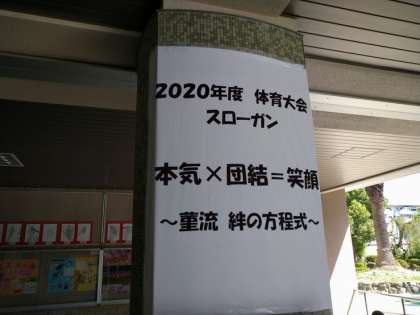 2020年度 体育大会
スローガン
本気×団結＝笑顔
～菫流 絆の方程式～